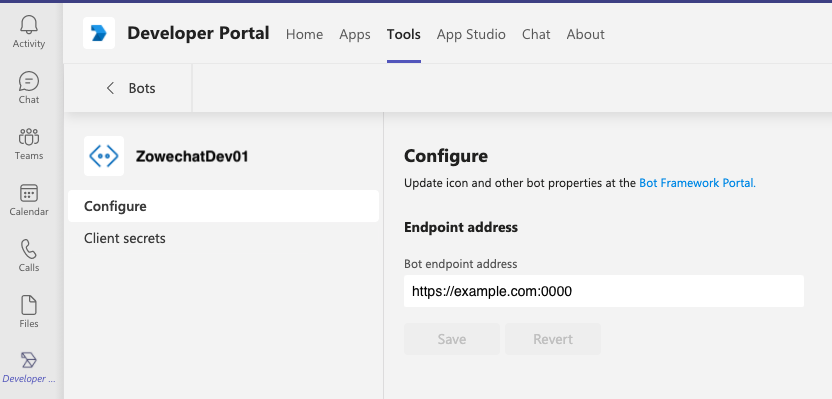 Activity
Chat
Teams
Calendar
Calls
Files
Developer ...
Developer Portal Home Apps Tools App Studio Chat About
Bots
ZowechatDev01
Configure
Client secrets
Configure
Update icon and other bot properties at the Bot Framework Portal.
Endpoint address
Bot endpoint address
https://example.com:0000
Save Revert